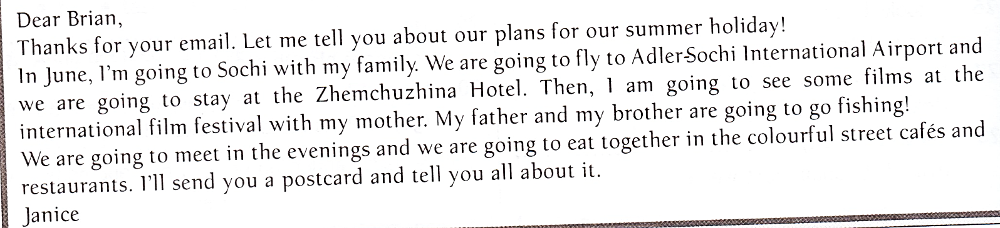 Dear Brian,
Thanks for your email. Let me tell you about our plans for our summer holiday!
In June, I'm going to Sochi with my family. We are going to fly to Adler-Sochi International Airport and
we are going to stay at the Zhemchuzhina Hotel. Then, I am going to see some films at the
international film festival with my mother. My father and my brother are going to go fishing!
We are going to meet in the evenings and we are going to eat together in the colourful street cafés and
restaurants. I'll send you a postcard and tell you all about it.
Janice